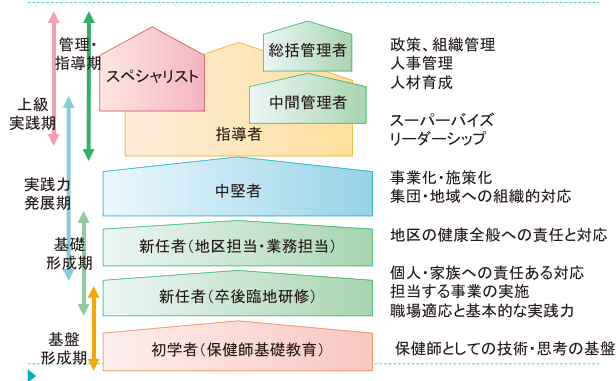 管理・
指導期
上級
実践期
実践力
発展期
基礎
形成期
基盤
形成期
スペシャリスト
総括管理者
中間管理者
指導者
中堅者
新任者（地区担当・業務担当）
新任者（卒後臨地研修）
初学者（保健師基礎教育）
政策、組織管理
人事管理
人材育成
スーパーバイズ
リーダーシップ
事業化・施策化
集団・地域への組織的対応
地区の健康全般への責任と対応
個人・家族への責任ある対応
担当する事業の実施
職場適応と基本的な実践力
保健師としての技術・思考の基盤